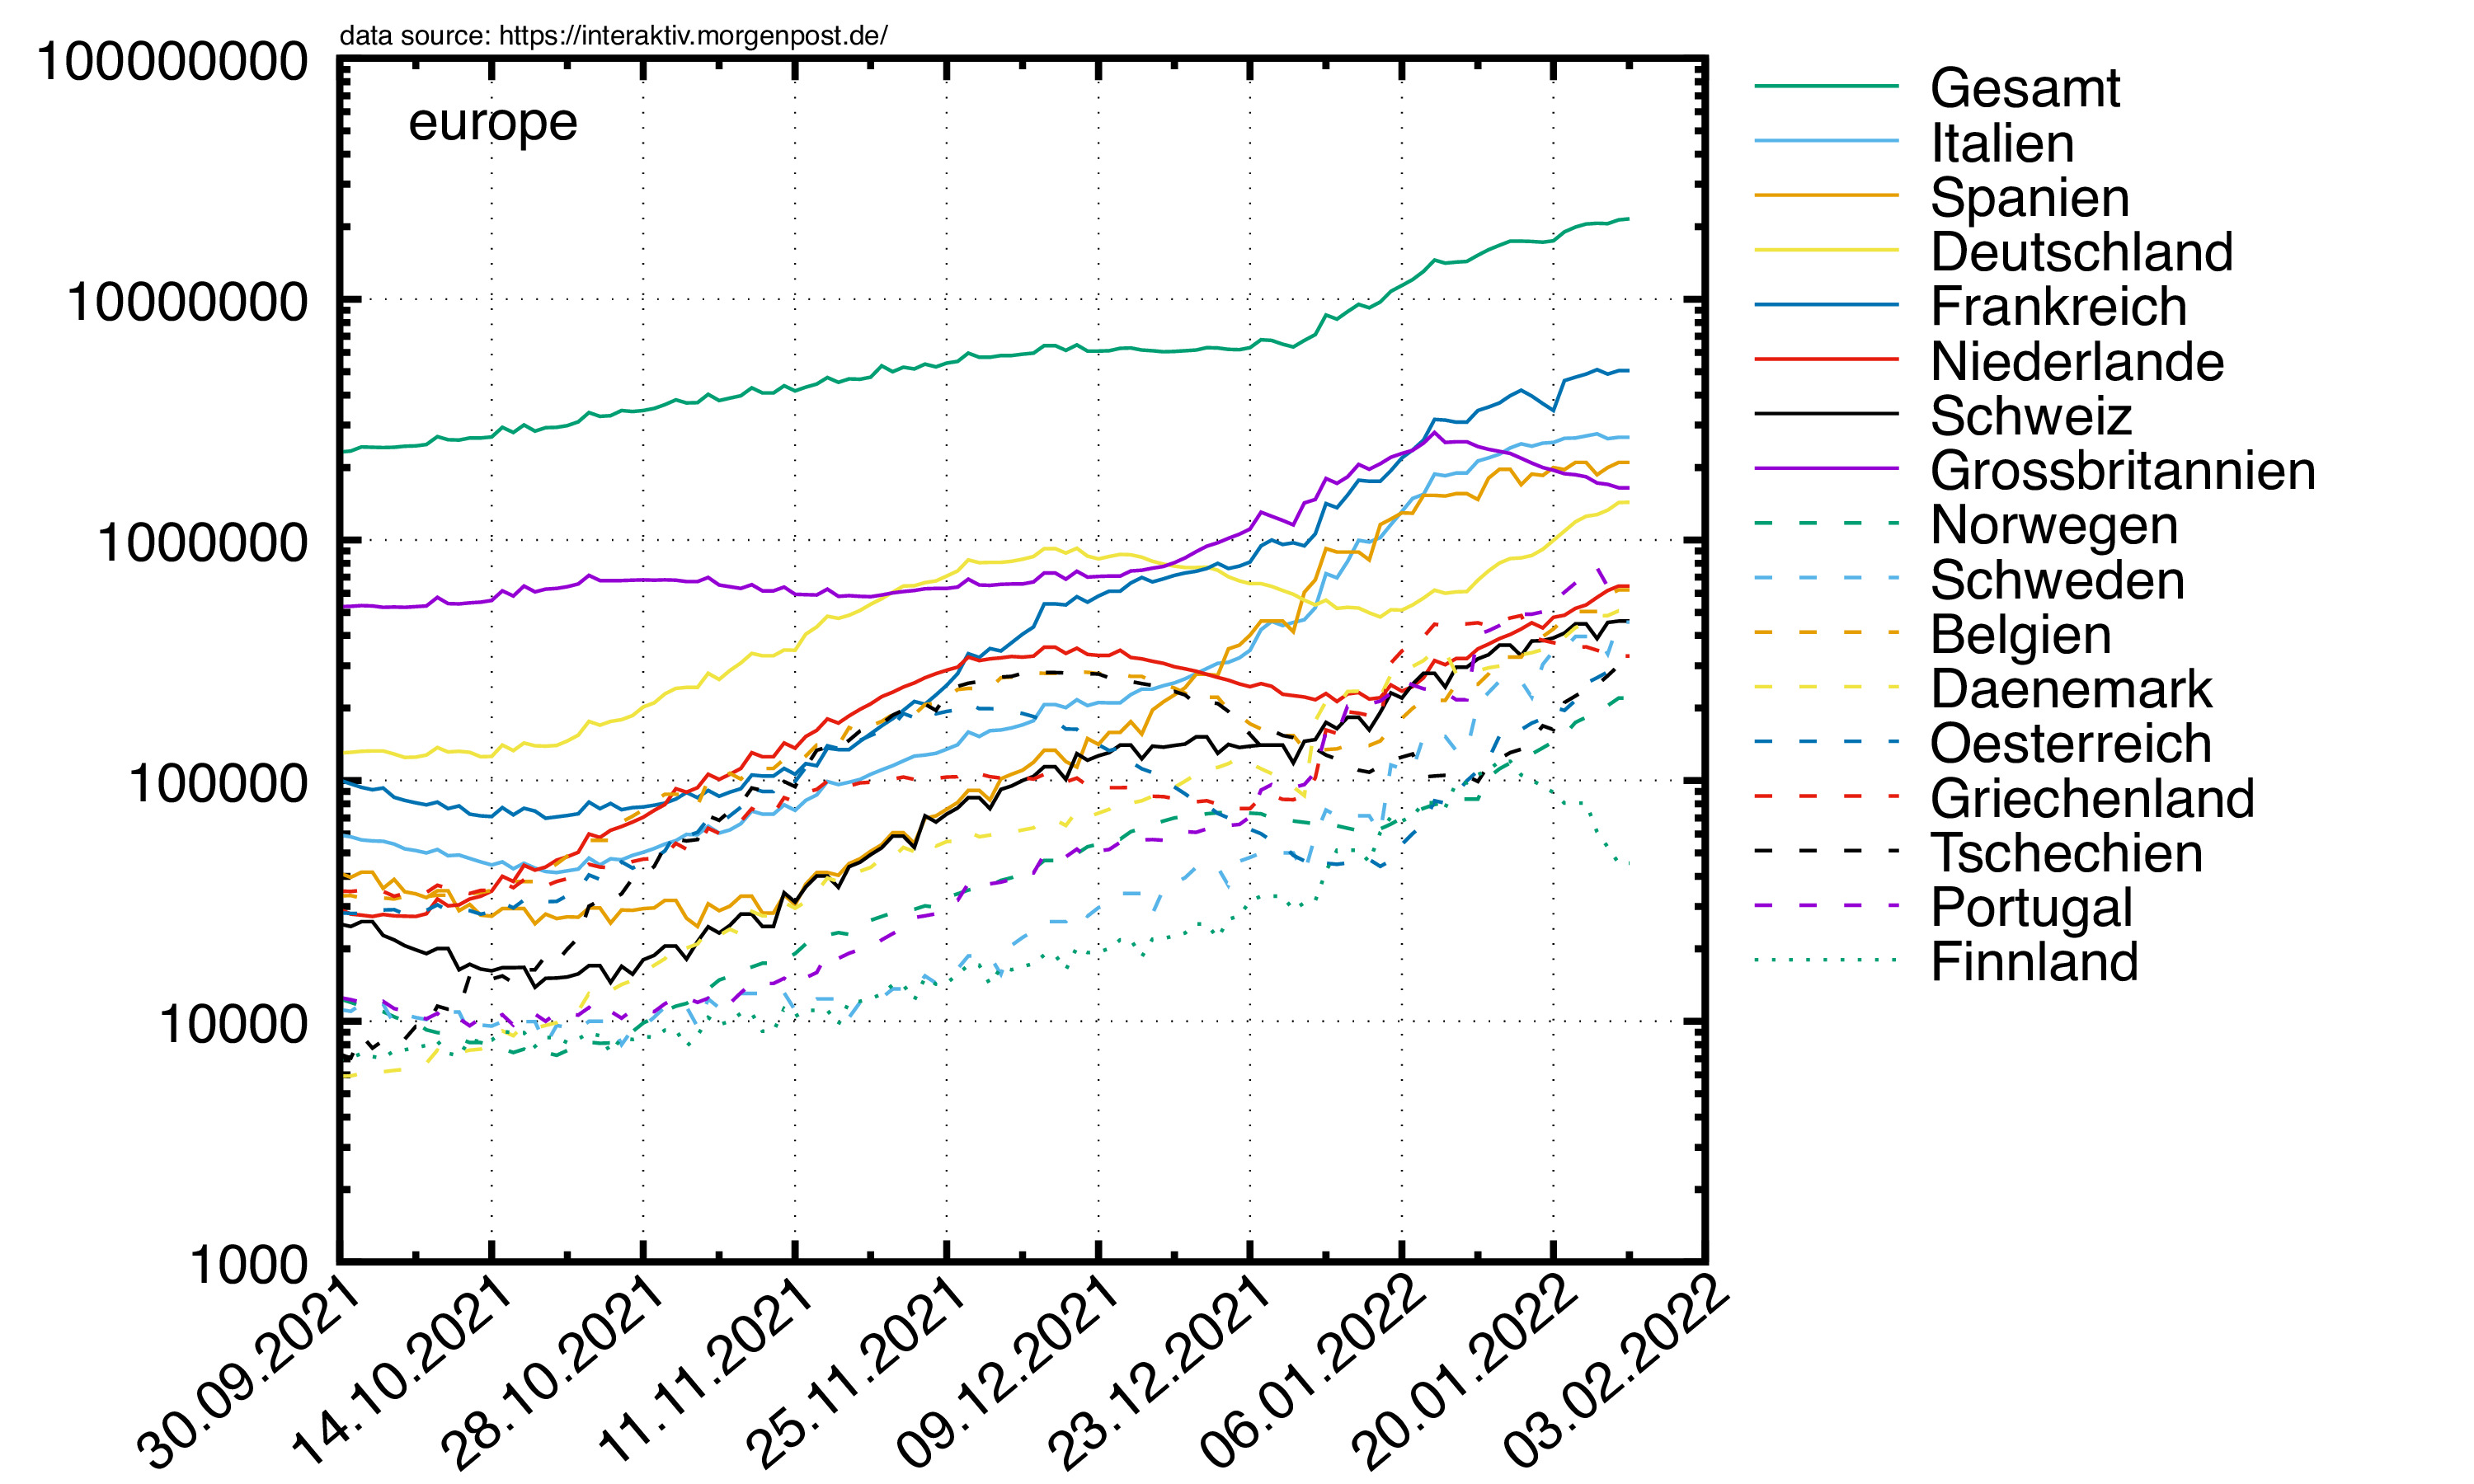 data source: https://interaktiv.morgenpost.de/
europe
100000000
10000000
1000000
100000
10000
1000
30.09.2021
14.10.2021
28.10.2021
11.11.2021
25.11.2021
09.12.2021
23.12.2021
06.01.2022
20.01.2022
03.02.2022
Gesamt
Italien
Spanien
Deutschland
Frankreich
Niederlande
Schweiz
Grossbritannien
Norwegen
Schweden
Belgien
Daenemark
Oesterreich
Griechenland
Tschechien
Portugal
Finnland